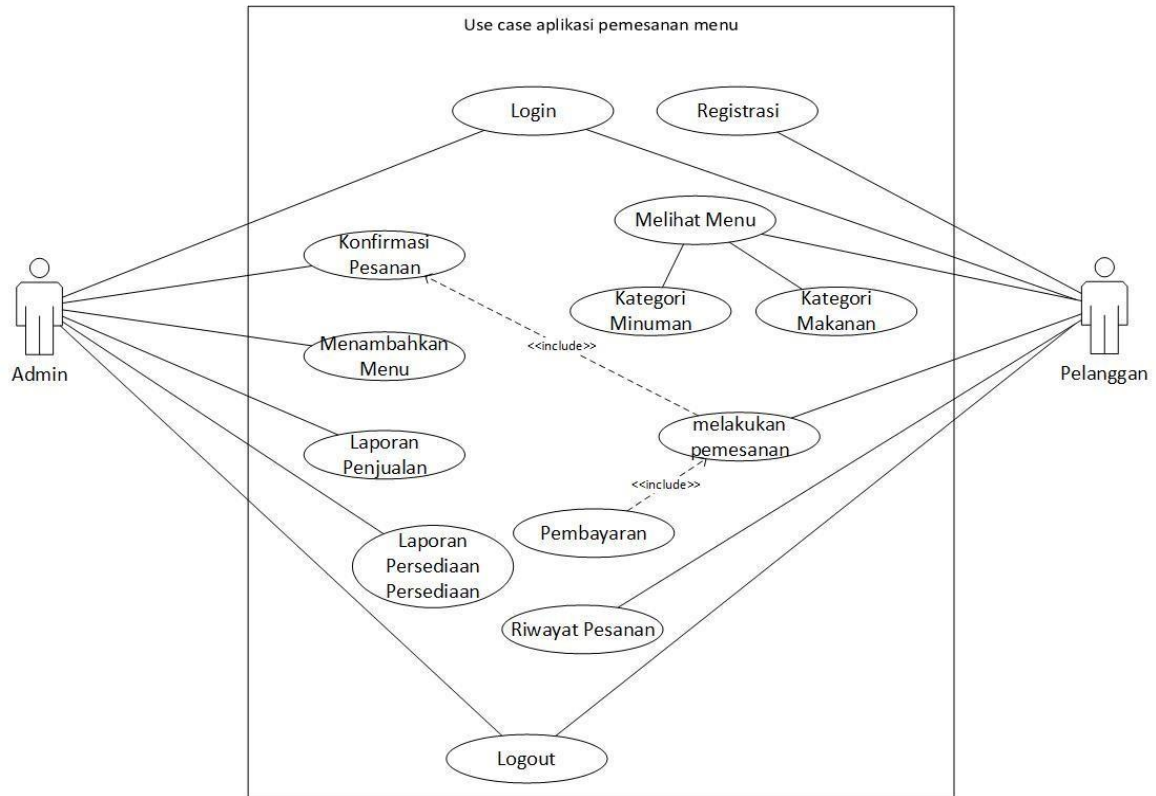 Use case aplikasi pemesanan menu
Login
Registrasi
Melihat Menu
Konfirmasi
Pesanan
Kategori
Minuman
Kategori
Makanan
<<include>>
Menambahkan
Menu
Admin
Pelanggan
melakukan
pemesanan
Laporan
Penjualan
<<include>>
Pembayaran
Laporan
Persediaan
Persediaan
Riwayat Pesanan
Logout